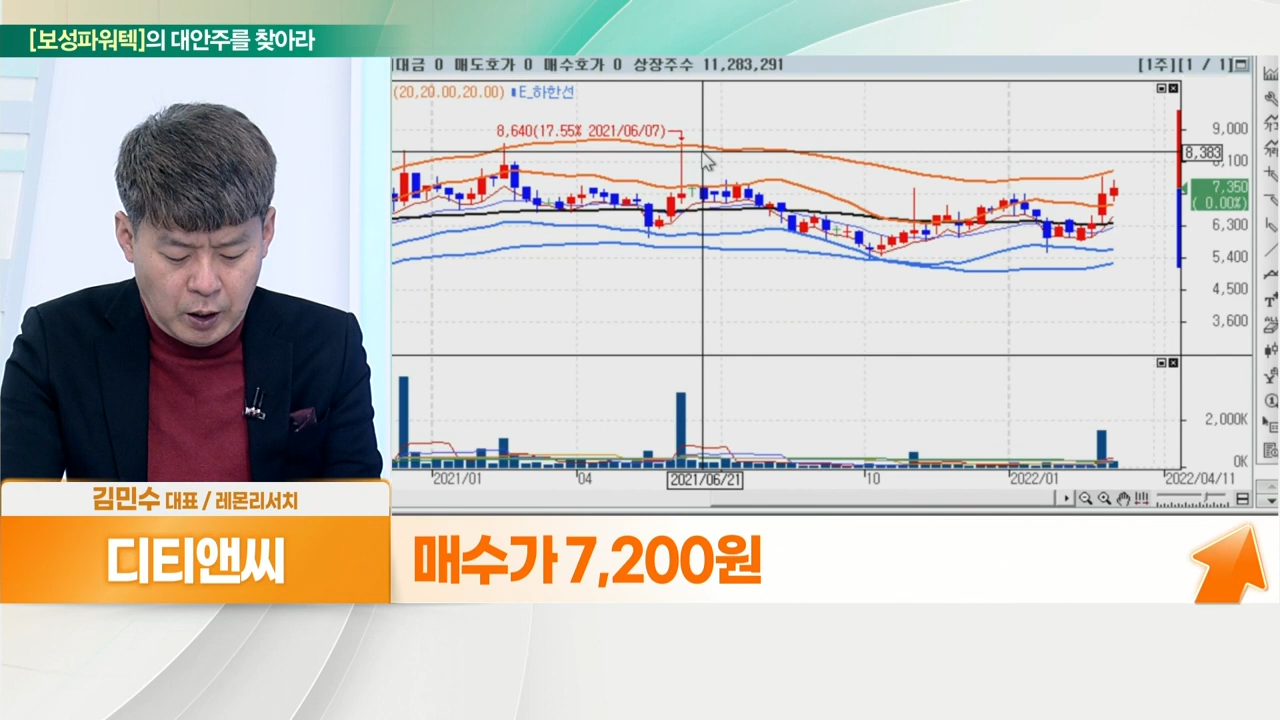 [보성파워텍]의 대안주를 찾아라
대금 0 매도호가 0 매수호가 0 상장주수 11,283,291
[1주][1 / 1]
(20,20.00,20.00) E_하한선
8,640(17.55% 2021/06/07)
9,000
8,383
8,100
7,350
( 0.00%)
6,300
5,400
4,500
3,600
2,000K
0K
2021/01
04
2021/06/21
10
2022/01
2022/04/11
김민수 대표 / 레몬리서치
디티앤씨
매수가 7,200원